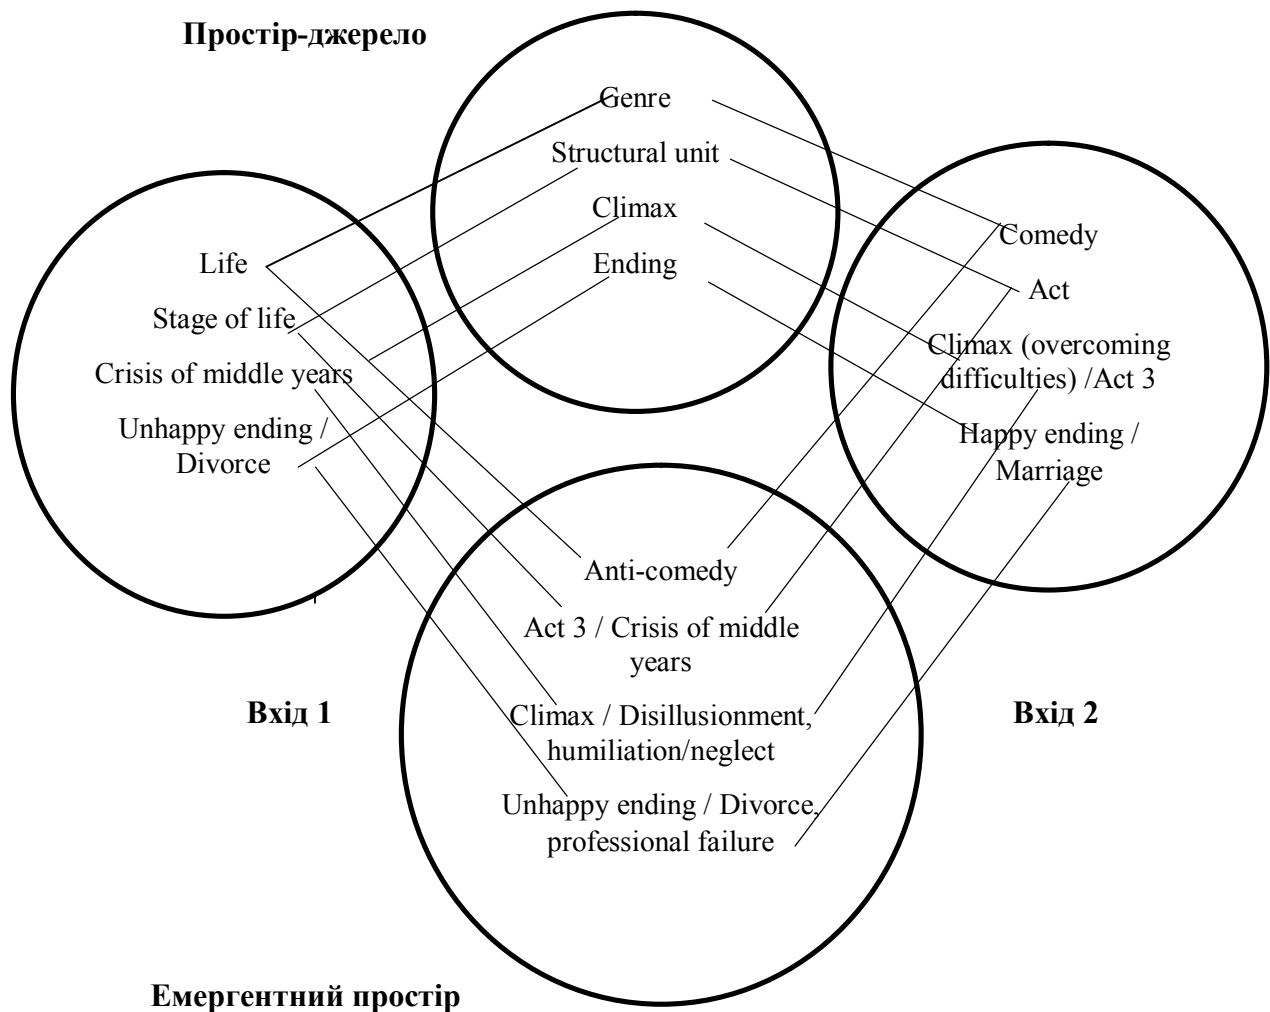 Простір-джерело
Genre
Structural unit
Climax
Ending
Life
Stage of life
Crisis of middle years
Unhappy ending /
Divorce
Comedy
Act
Climax (overcoming
difficulties) /Act 3
Happy ending /
Marriage
Anti-comedy
Act 3 / Crisis of middle
years
Climax / Disillusionment,
humiliation/neglect
Unhappy ending / Divorce,
professional failure
Вхід 1
Вхід 2
Емергентний простір